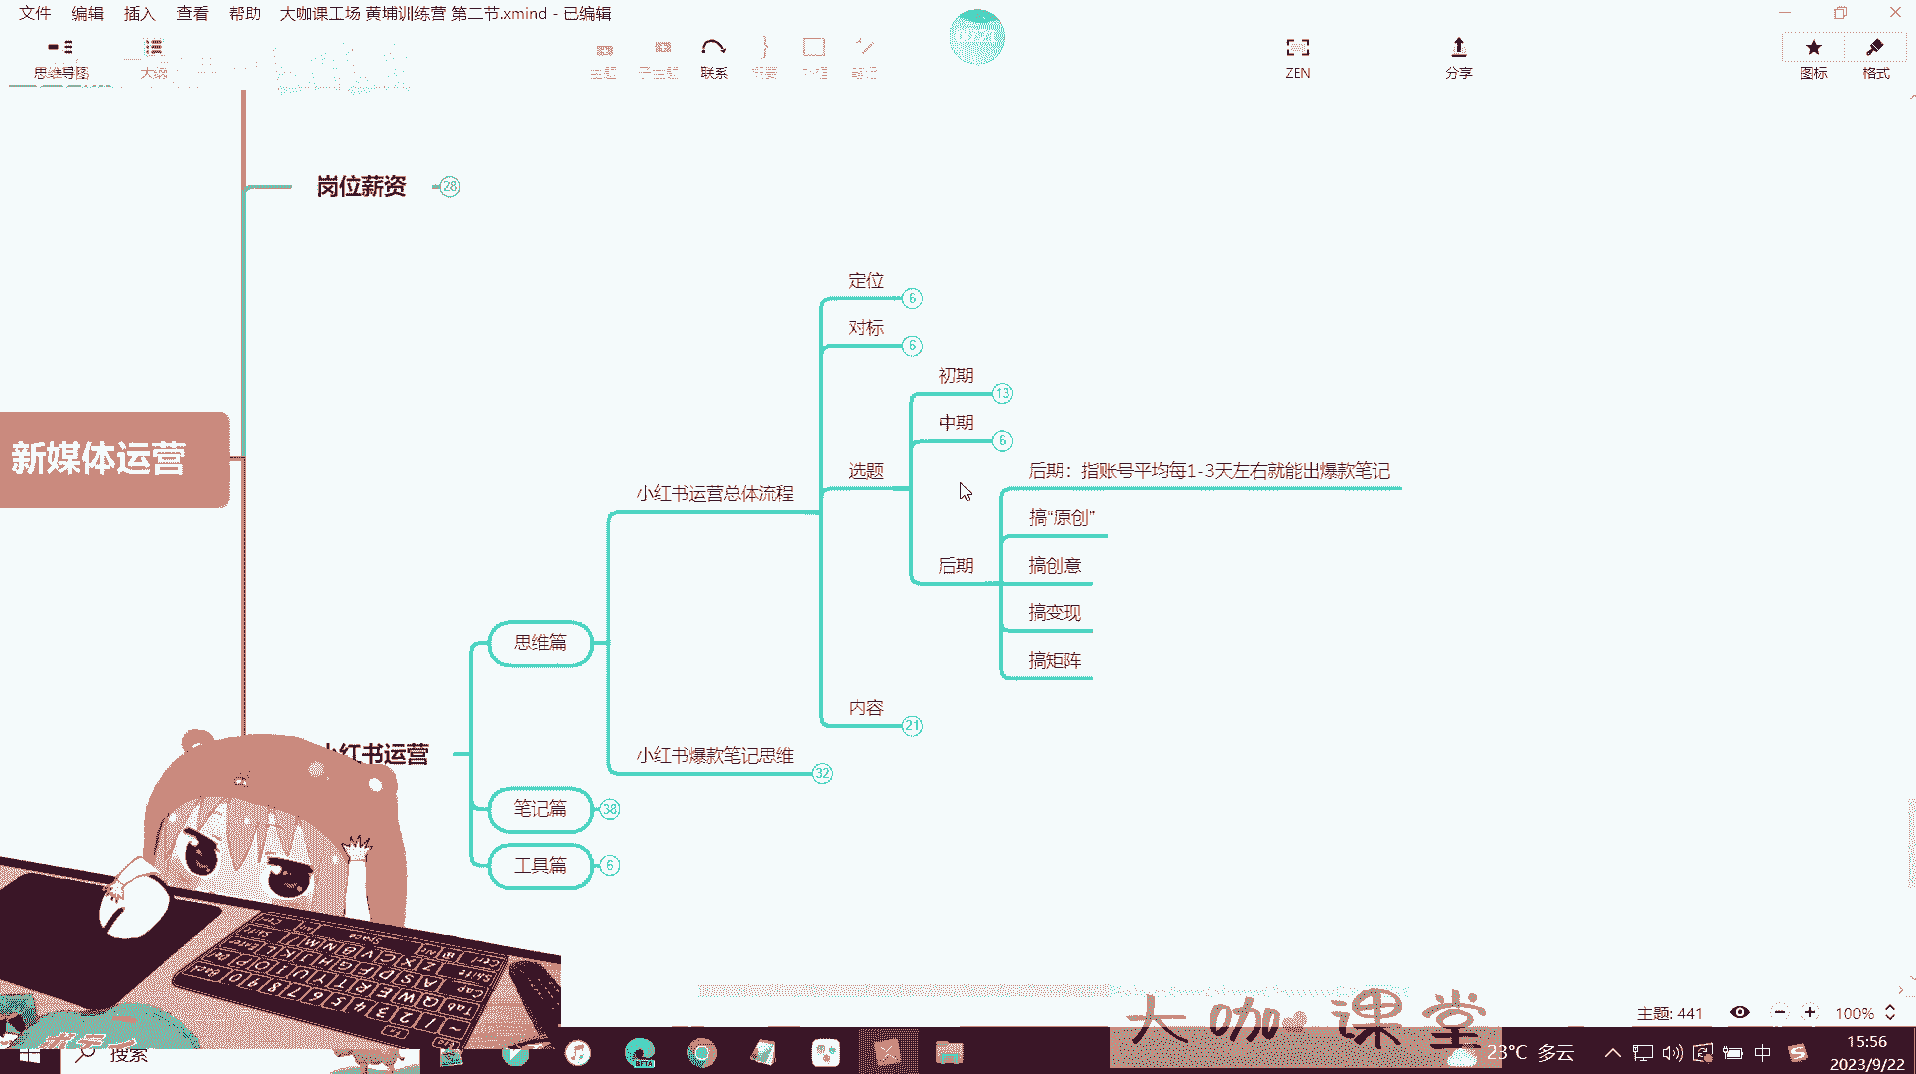 文件 编辑 插入 查看 帮助 大咖课工场 黄埔训练营 第二节.xmind - 已编辑
思维导图 大纲 主题 子主题 联系 概要 外框 笔记 ZEN 分享 图标 格式
岗位薪资 28
定位 6
对标 6
初期 13
中期 6
新媒体运营
选题
后期：指账号平均每1-3天左右就能出爆款笔记
小红书运营总体流程
搞“原创”
后期
搞创意
搞变现
思维篇
搞矩阵
内容 21
小红书运营
小红书爆款笔记思维 32
笔记篇 38
工具篇 6
大咖课堂
主题: 441 100%
搜索
BETA
23°C 多云
中
15:56
2023/9/22